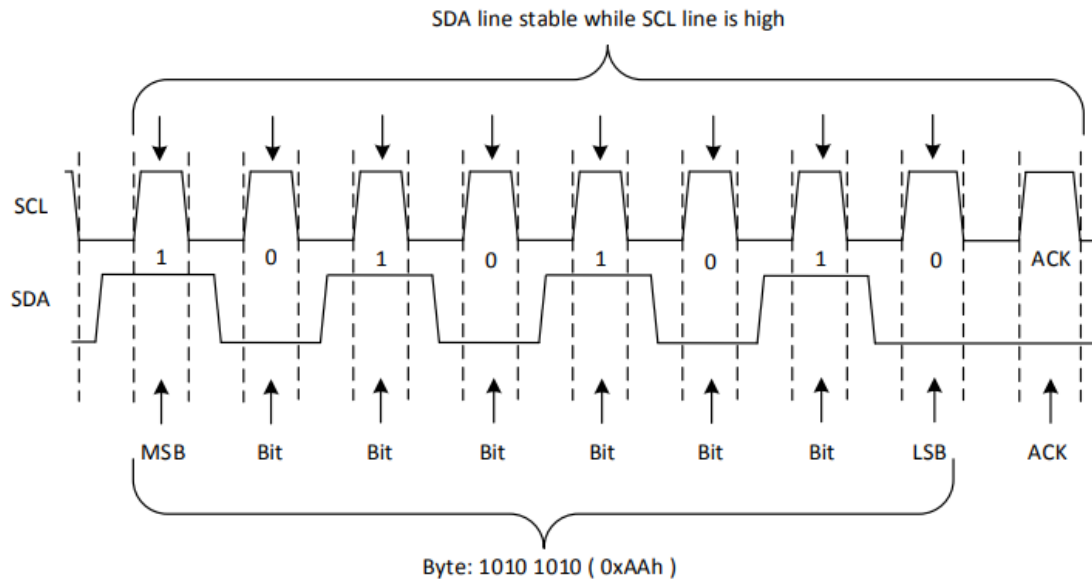 SDA line stable while SCL line is high
SCL
1 0 1 0 1 0 1 0 ACK
SDA
MSB Bit Bit Bit Bit Bit Bit LSB ACK
Byte: 1010 1010 ( 0xAAh )